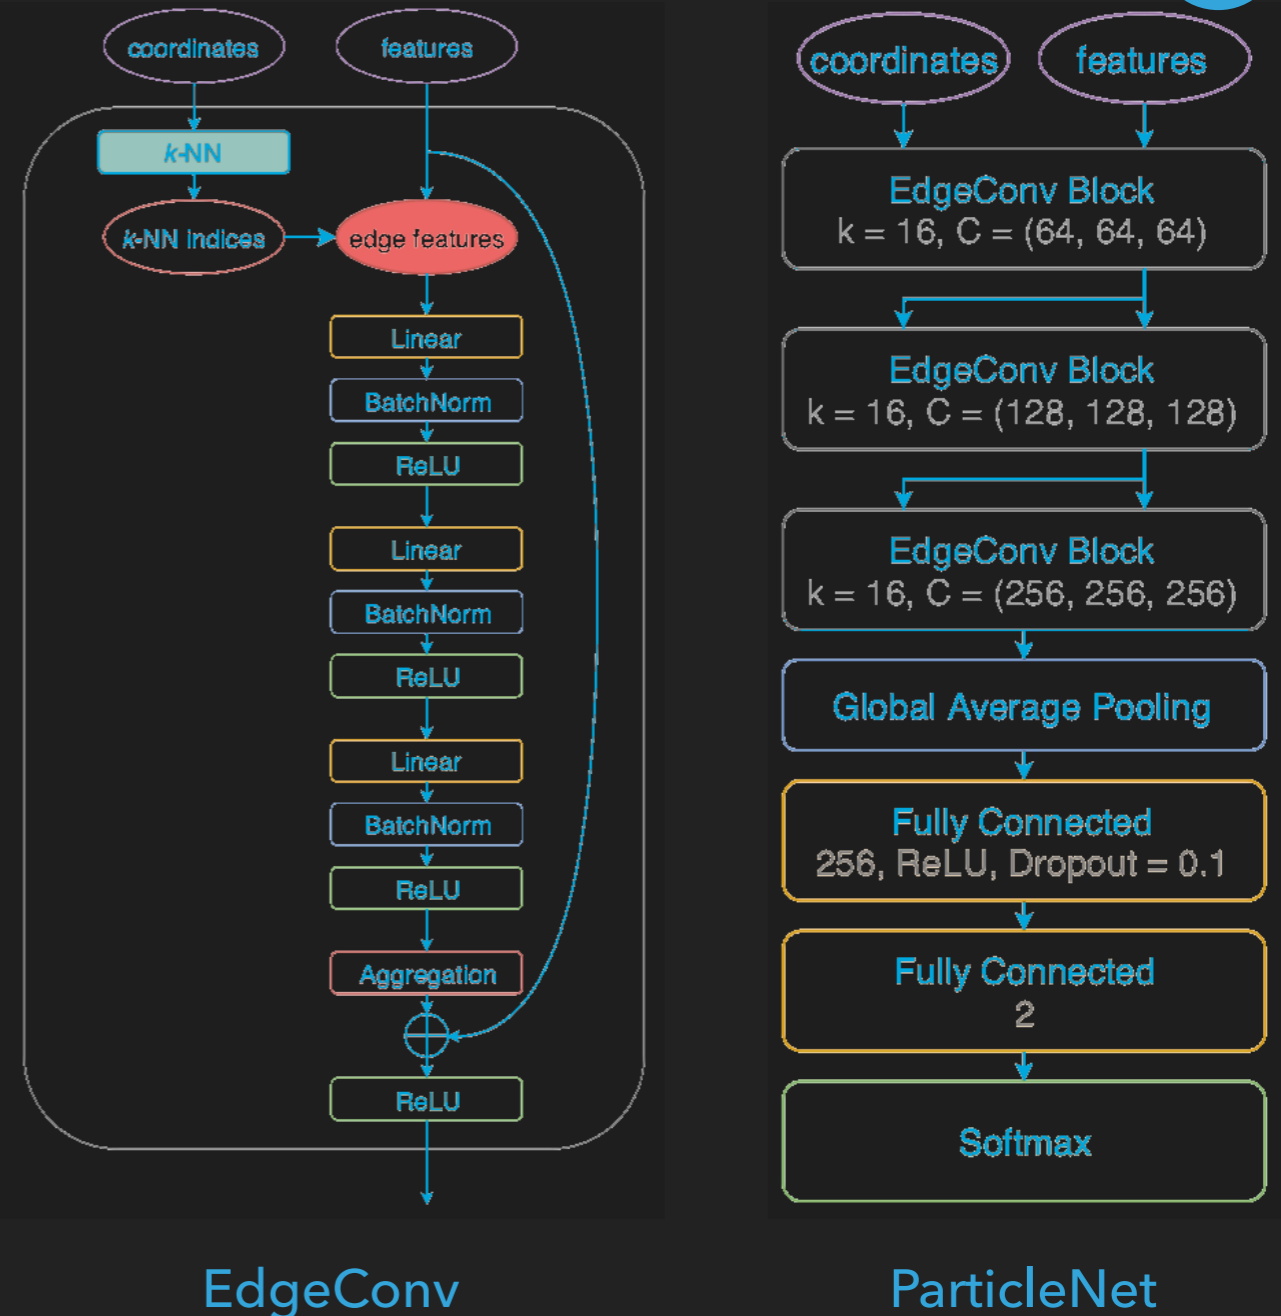 coordinates
features
k-NN
k-NN indices
edge features
Linear
BatchNorm
ReLU
Linear
BatchNorm
ReLU
Linear
BatchNorm
ReLU
Aggregation
ReLU
EdgeConv
coordinates
features
EdgeConv Block
k = 16, C = (64, 64, 64)
EdgeConv Block
k = 16, C = (128, 128, 128)
EdgeConv Block
k = 16, C = (256, 256, 256)
Global Average Pooling
Fully Connected
256, ReLU, Dropout = 0.1
Fully Connected
2
Softmax
ParticleNet